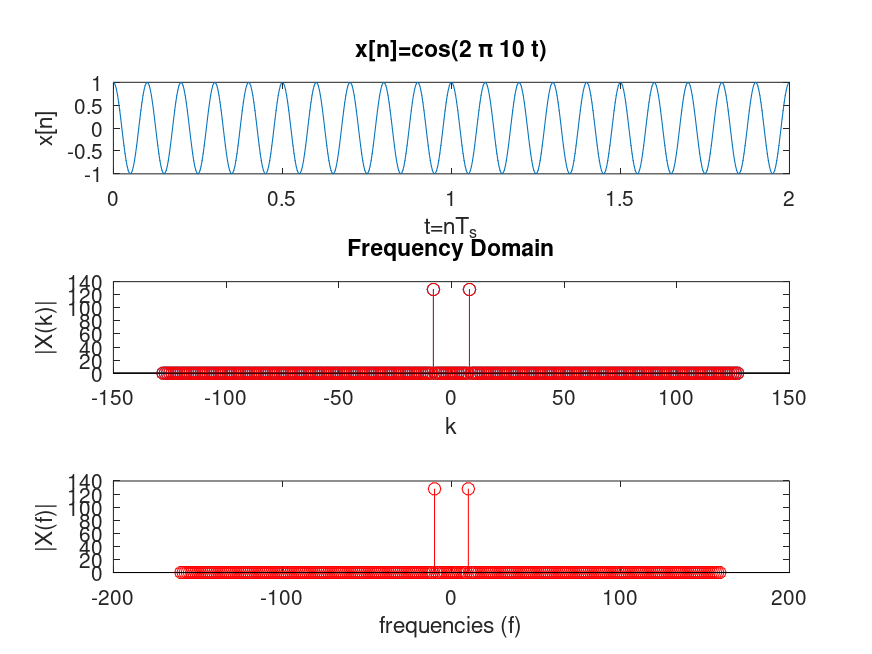 x[n]=cos(2 π 10 t)
1
0.5
0
-0.5
-1
x[n]
0 0.5 1 1.5 2
t=nTs
Frequency Domain
140
120
100
80
60
40
20
0
|X(k)|
-150 -100 -50 0 50 100 150
k
140
120
100
80
60
40
20
0
|X(f)|
-200 -100 0 100 200
frequencies (f)